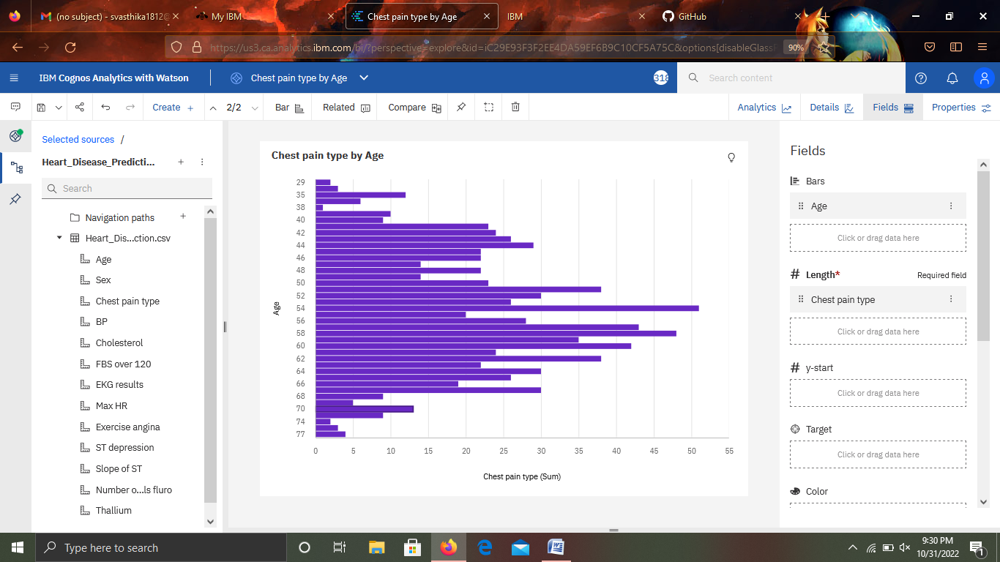 (no subject) - svasthika1812@
My IBM
Chest pain type by Age
IBM
GitHub
https://us3.ca.analytics.ibm.com/bi/?perspective=explore&id=iC29E93F3F2EE4DA59EF6B9C10CF5A75C&options[disableGlassP
90%
IBM Cognos Analytics with Watson
Chest pain type by Age
318
Search content
Create
2/2
Bar
Related
Compare
Analytics
Details
Fields
Properties
Selected sources /
Heart_Disease_Predicti...
Search
Navigation paths
Heart_Dis...ction.csv
Age
Sex
Chest pain type
BP
Cholesterol
FBS over 120
EKG results
Max HR
Exercise angina
ST depression
Slope of ST
Number o...ls fluro
Thallium
Chest pain type by Age
Age
29
35
38
40
42
44
46
48
50
52
54
56
58
60
62
64
66
68
70
74
77
0 5 10 15 20 25 30 35 40 45 50 55
Chest pain type (Sum)
Fields
Bars
Age
Click or drag data here
# Length* Required field
Chest pain type
Click or drag data here
# y-start
Click or drag data here
Target
Click or drag data here
Color
Type here to search
9:30 PM
10/31/2022
1